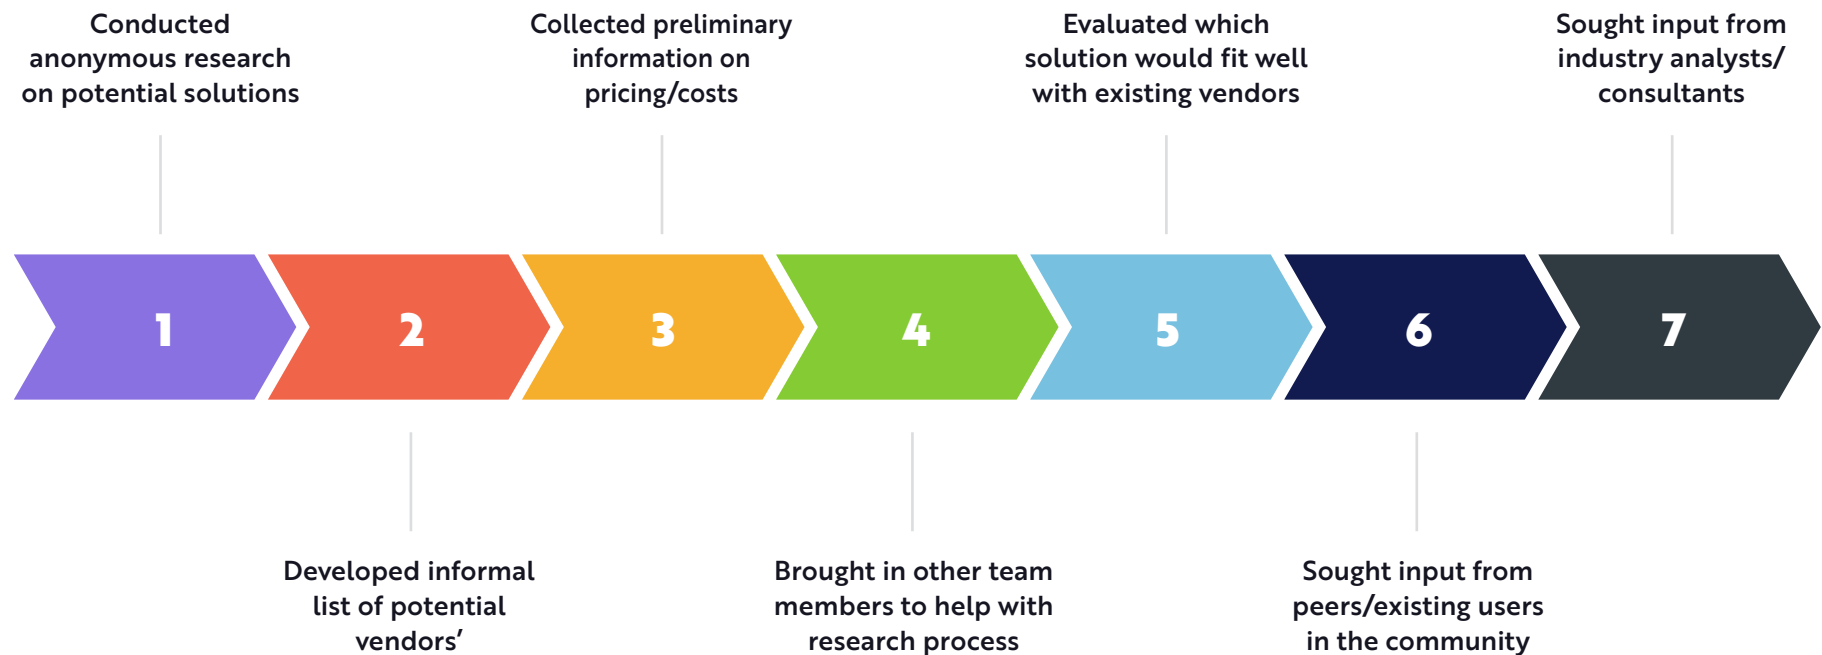 Conducted
anonymous research
on potential solutions
Collected preliminary
information on
pricing/costs
Evaluated which
solution would fit well
with existing vendors
Sought input from
industry analysts/
consultants
1
2
3
4
5
6
7
Developed informal
list of potential
vendors’
Brought in other team
members to help with
research process
Sought input from
peers/existing users
in the community